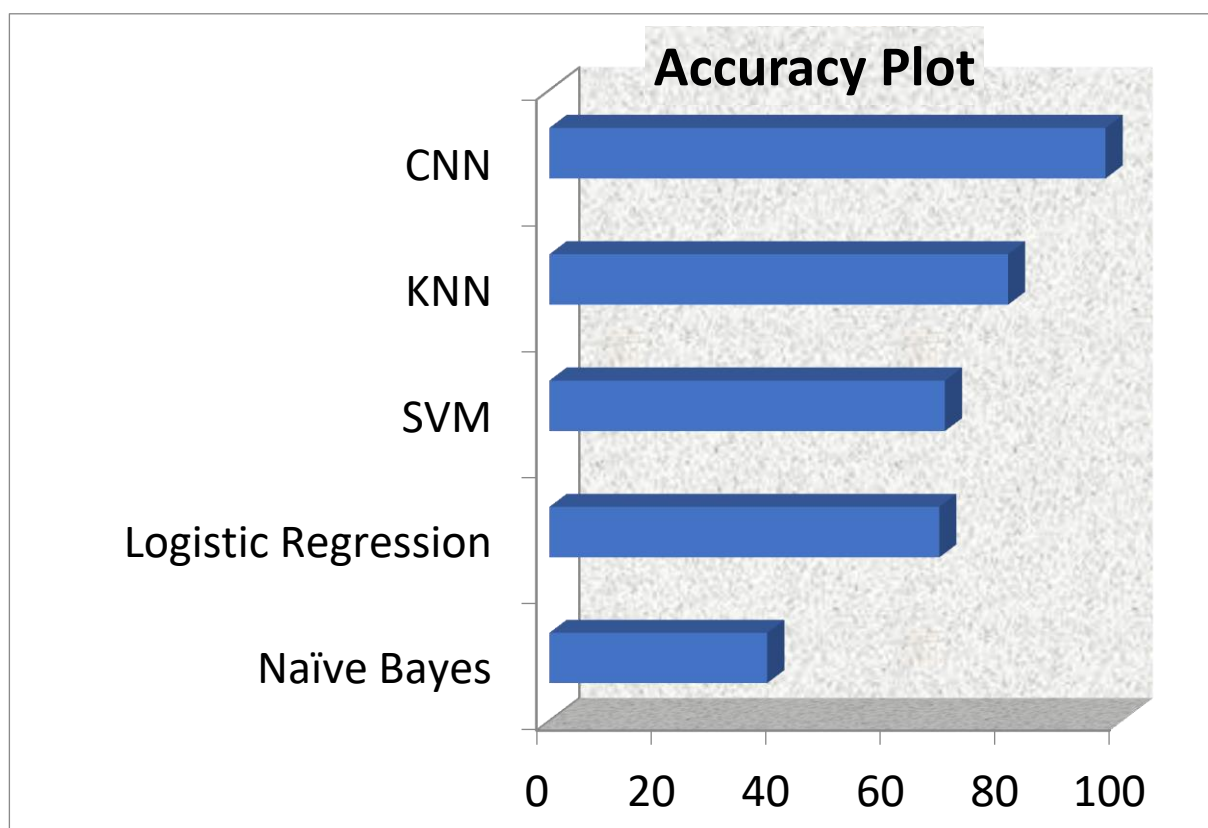 Accuracy Plot
CNN
KNN
SVM
Logistic Regression
Naïve Bayes
0 20 40 60 80 100